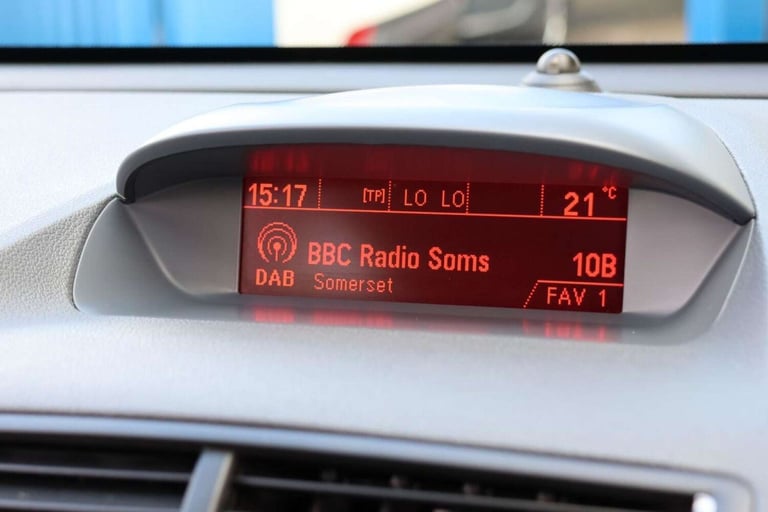 15:17 [TP] LO LO 21 °C
BBC Radio Soms 10B
DAB Somerset FAV 1